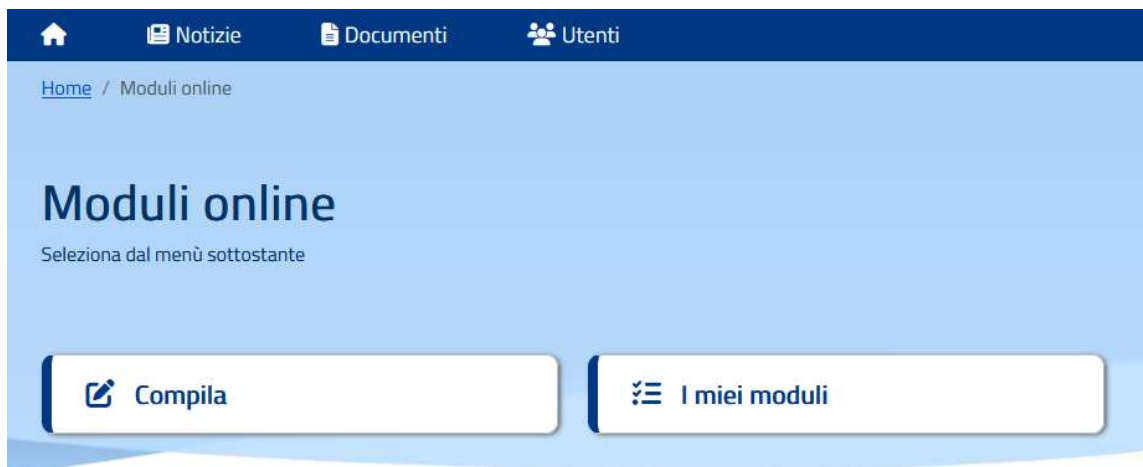 Notizie Documenti Utenti
Home / Moduli online
Moduli online
Seleziona dal menù sottostante
Compila I miei moduli